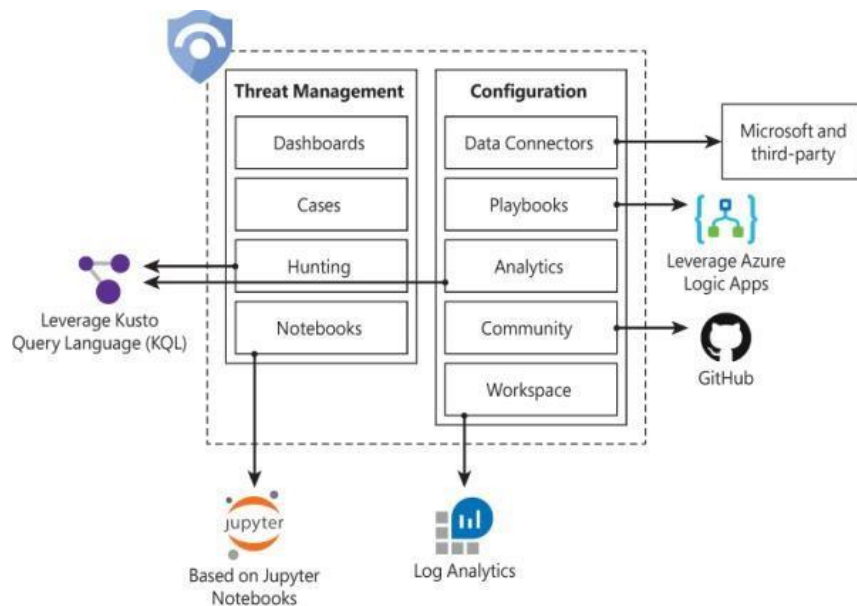 Threat Management
Dashboards
Cases
Hunting
Notebooks
Configuration
Data Connectors
Playbooks
Analytics
Community
Workspace
Microsoft and
third-party
Leverage Azure
Logic Apps
GitHub
Leverage Kusto
Query Language (KQL)
jupyter
Based on Jupyter
Notebooks
Log Analytics